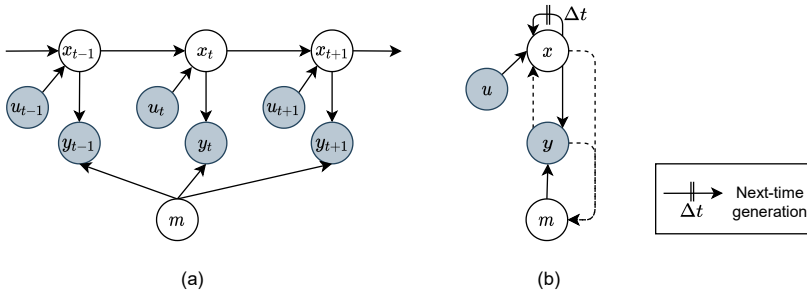 x_{t-1} x_t x_{t+1}
u_{t-1} u_t u_{t+1}
y_{t-1} y_t y_{t+1}
m
(a)
Δt
x
u
y
m
(b)
Next-time
Δt generation